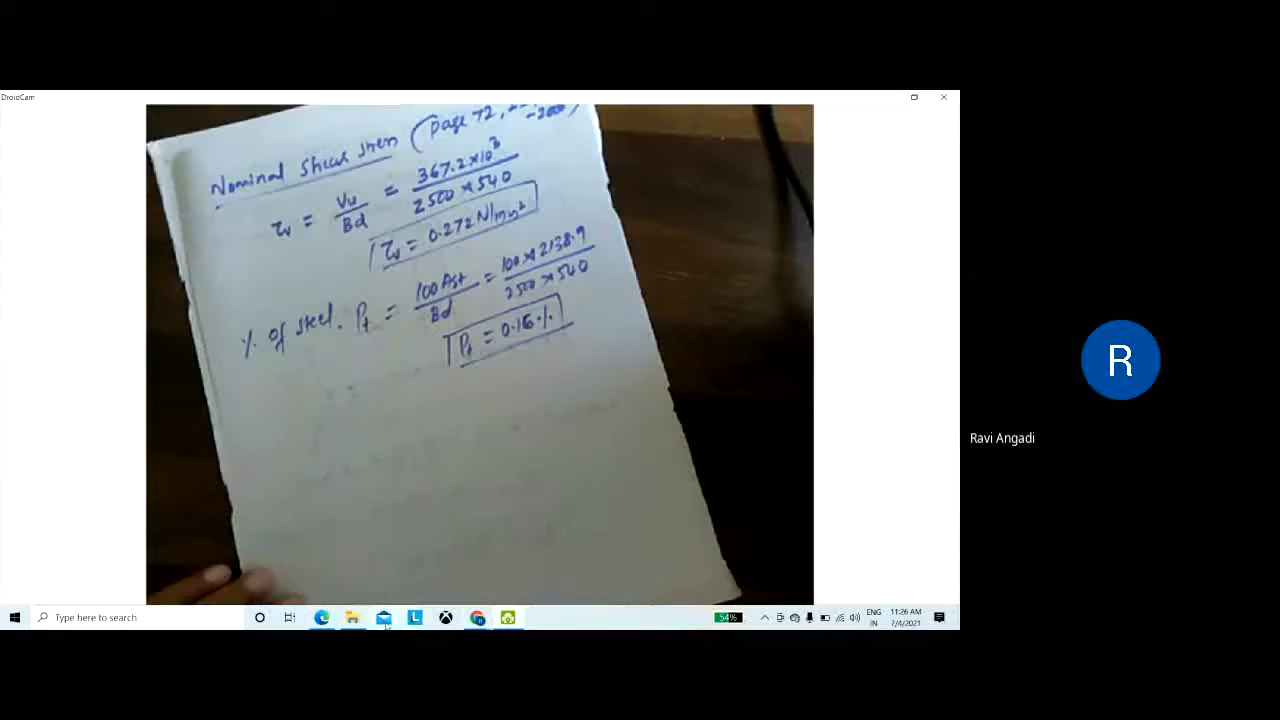 DroidCam
Nominal Shear stress (Page 72,
-2000)
τv = Vu/Bd = 367.2×10³/2500×540
τv = 0.272 N/mm²
% of steel. Pt = 100Ast/Bd = 100×2138.9/2500×540
Pt = 0.16%
R
Ravi Angadi
Type here to search
54%
ENG
IN
11:26 AM
7/4/2021